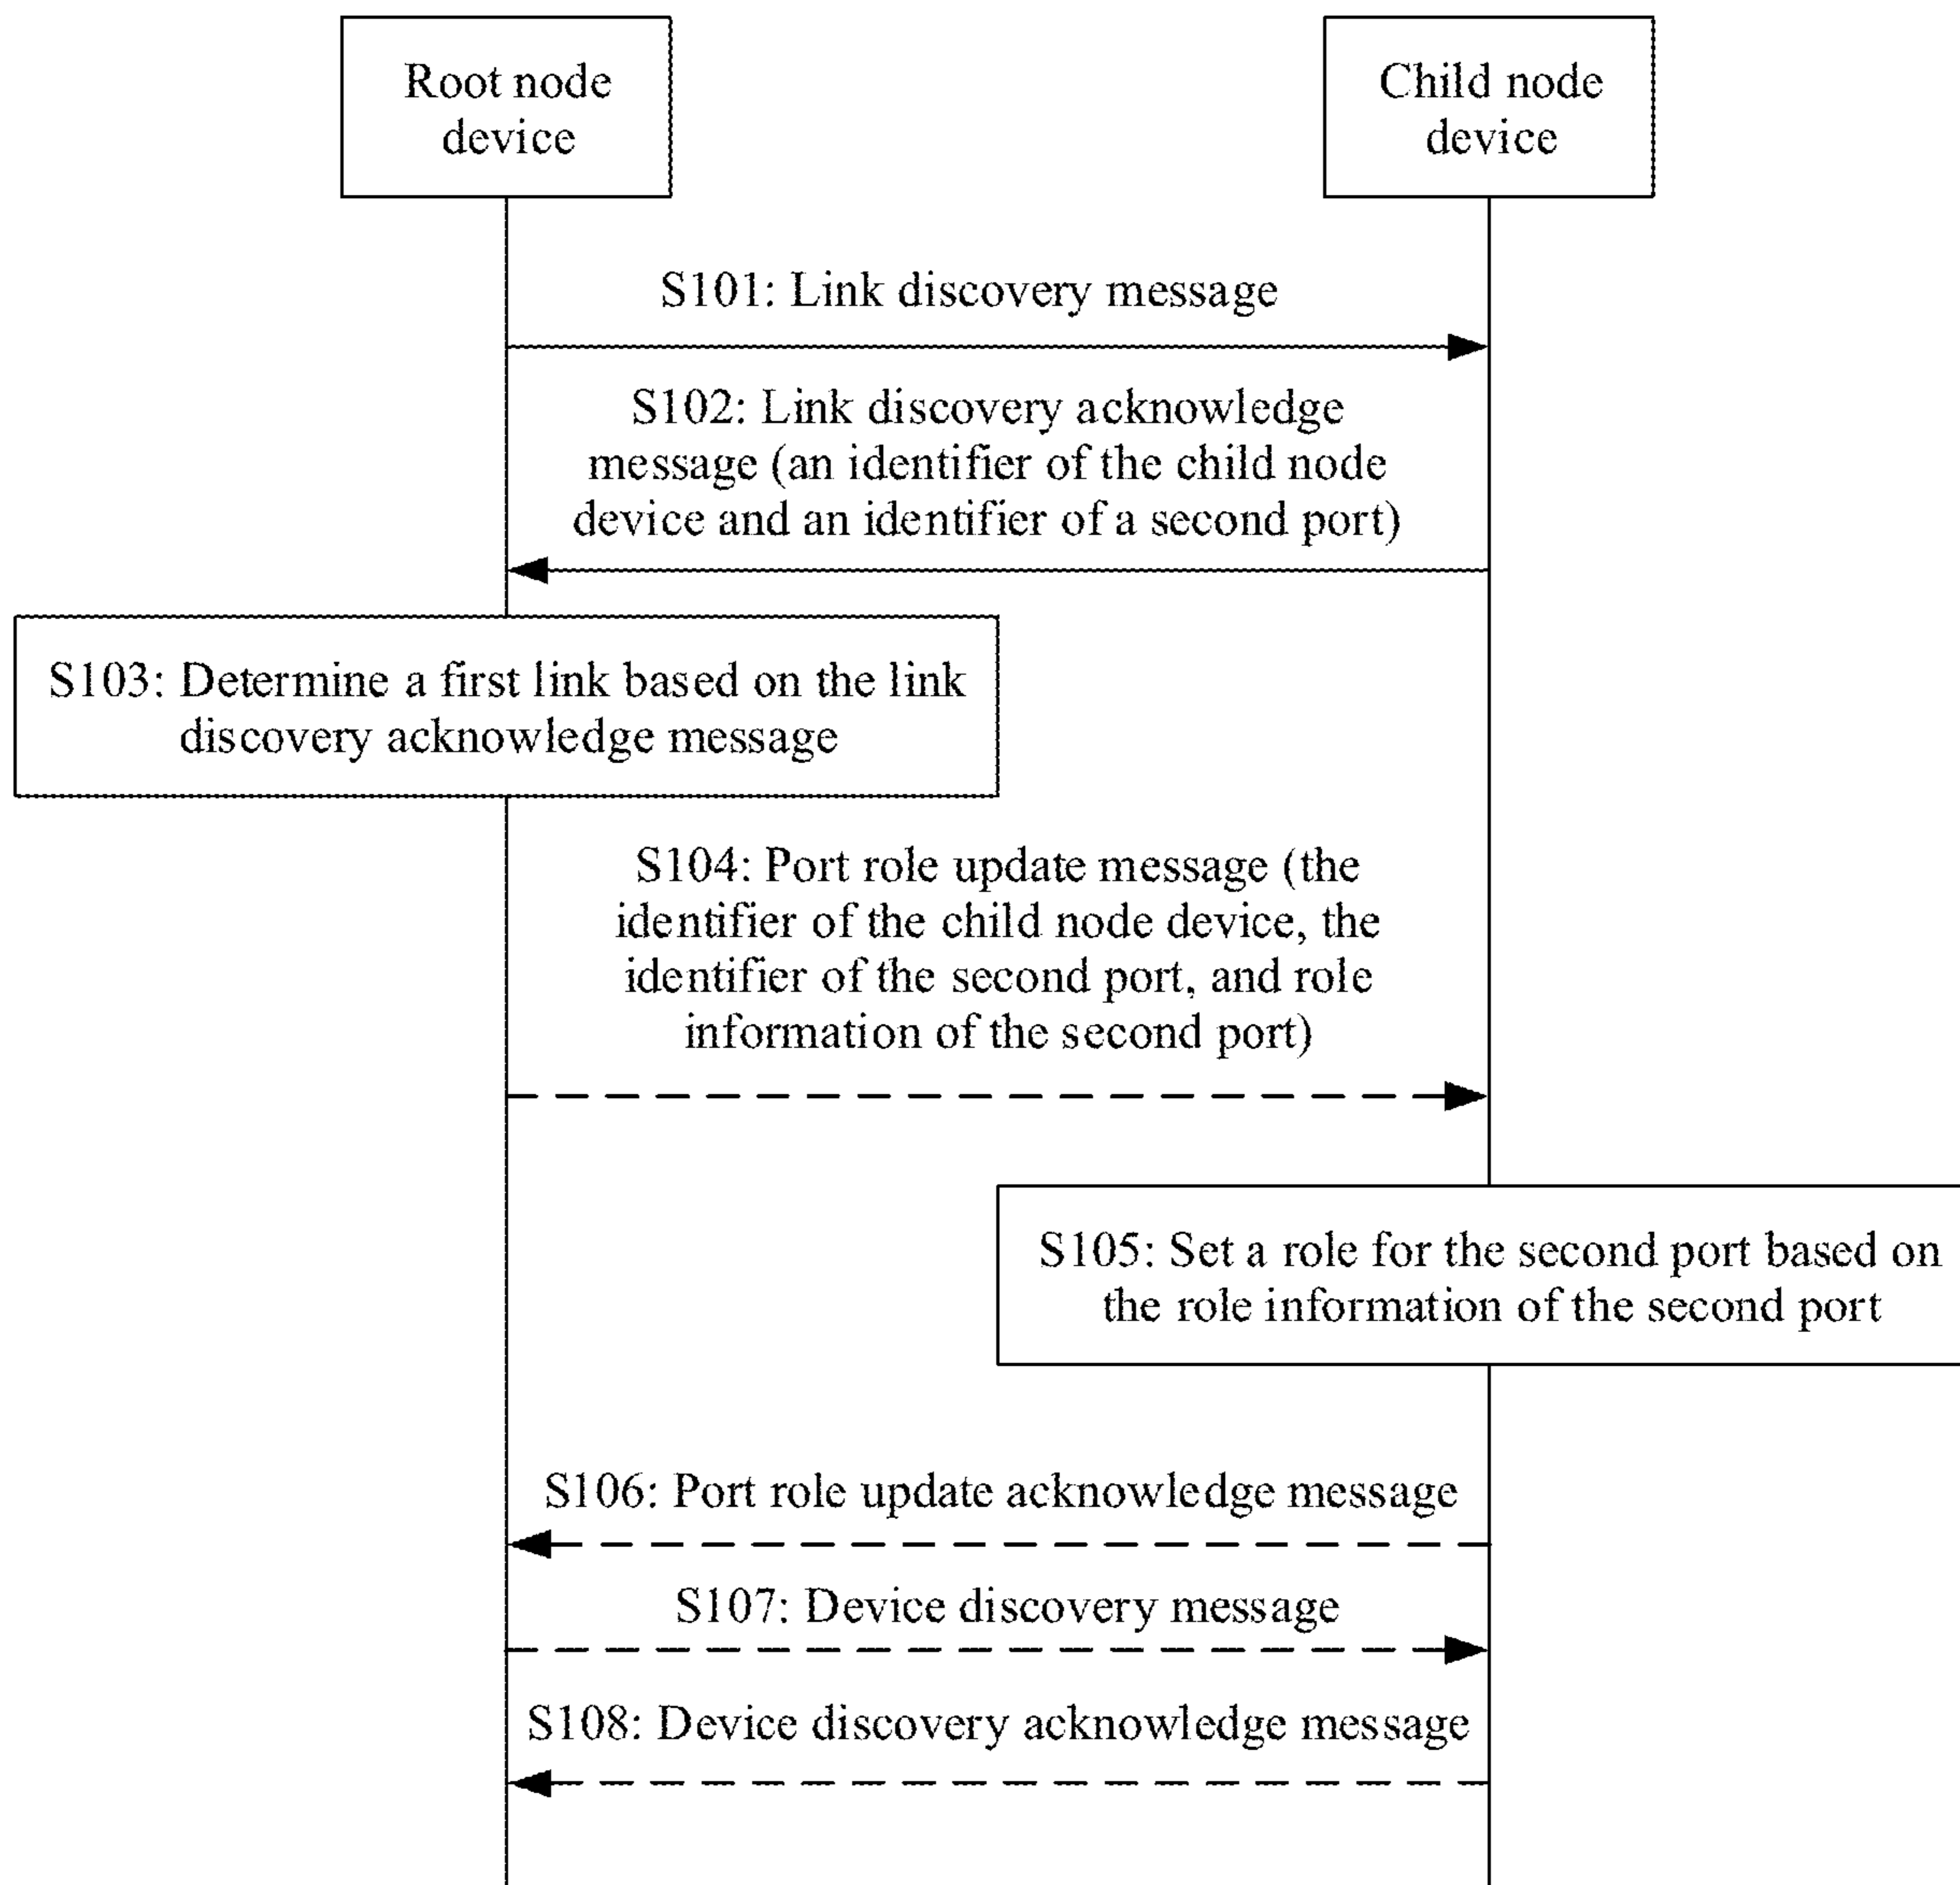 Root node
device
Child node
device
S101: Link discovery message
S102: Link discovery acknowledge
message (an identifier of the child node
device and an identifier of a second port)
S103: Determine a first link based on the link
discovery acknowledge message
S104: Port role update message (the
identifier of the child node device, the
identifier of the second port, and role
information of the second port)
S105: Set a role for the second port based on
the role information of the second port
S106: Port role update acknowledge message
S107: Device discovery message
S108: Device discovery acknowledge message